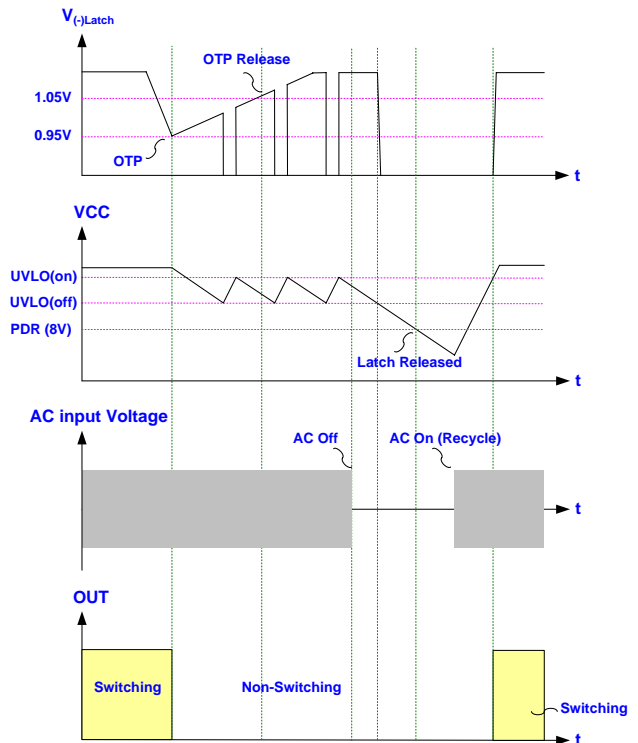 V(-)Latch
OTP Release
1.05V
0.95V
OTP
t
VCC
UVLO(on)
UVLO(off)
PDR (8V)
Latch Released
t
AC input Voltage
AC Off
AC On (Recycle)
t
OUT
Switching
Non-Switching
Switching
t